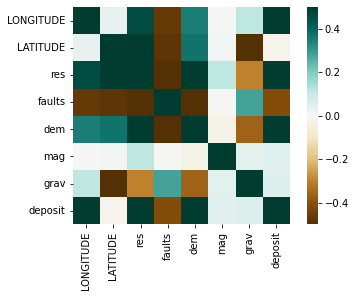 LONGITUDE
LATITUDE
res
faults
dem
mag
grav
deposit
LONGITUDE
LATITUDE
res
faults
dem
mag
grav
deposit
0.4
0.2
0.0
−0.2
−0.4